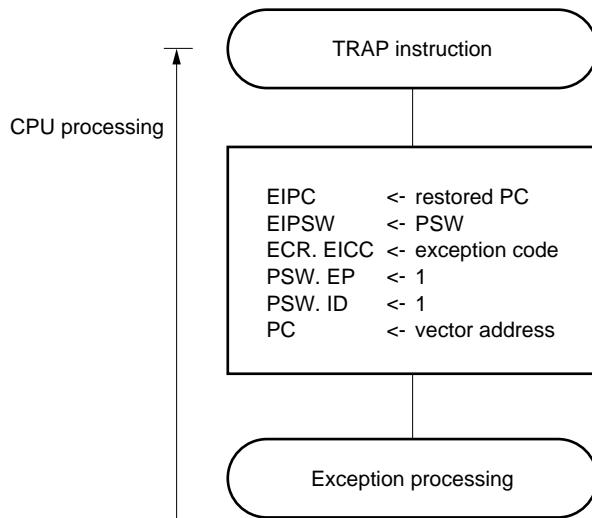 TRAP instruction
CPU processing
EIPC <- restored PC
EIPSW <- PSW
ECR. EICC <- exception code
PSW. EP <- 1
PSW. ID <- 1
PC <- vector address
Exception processing